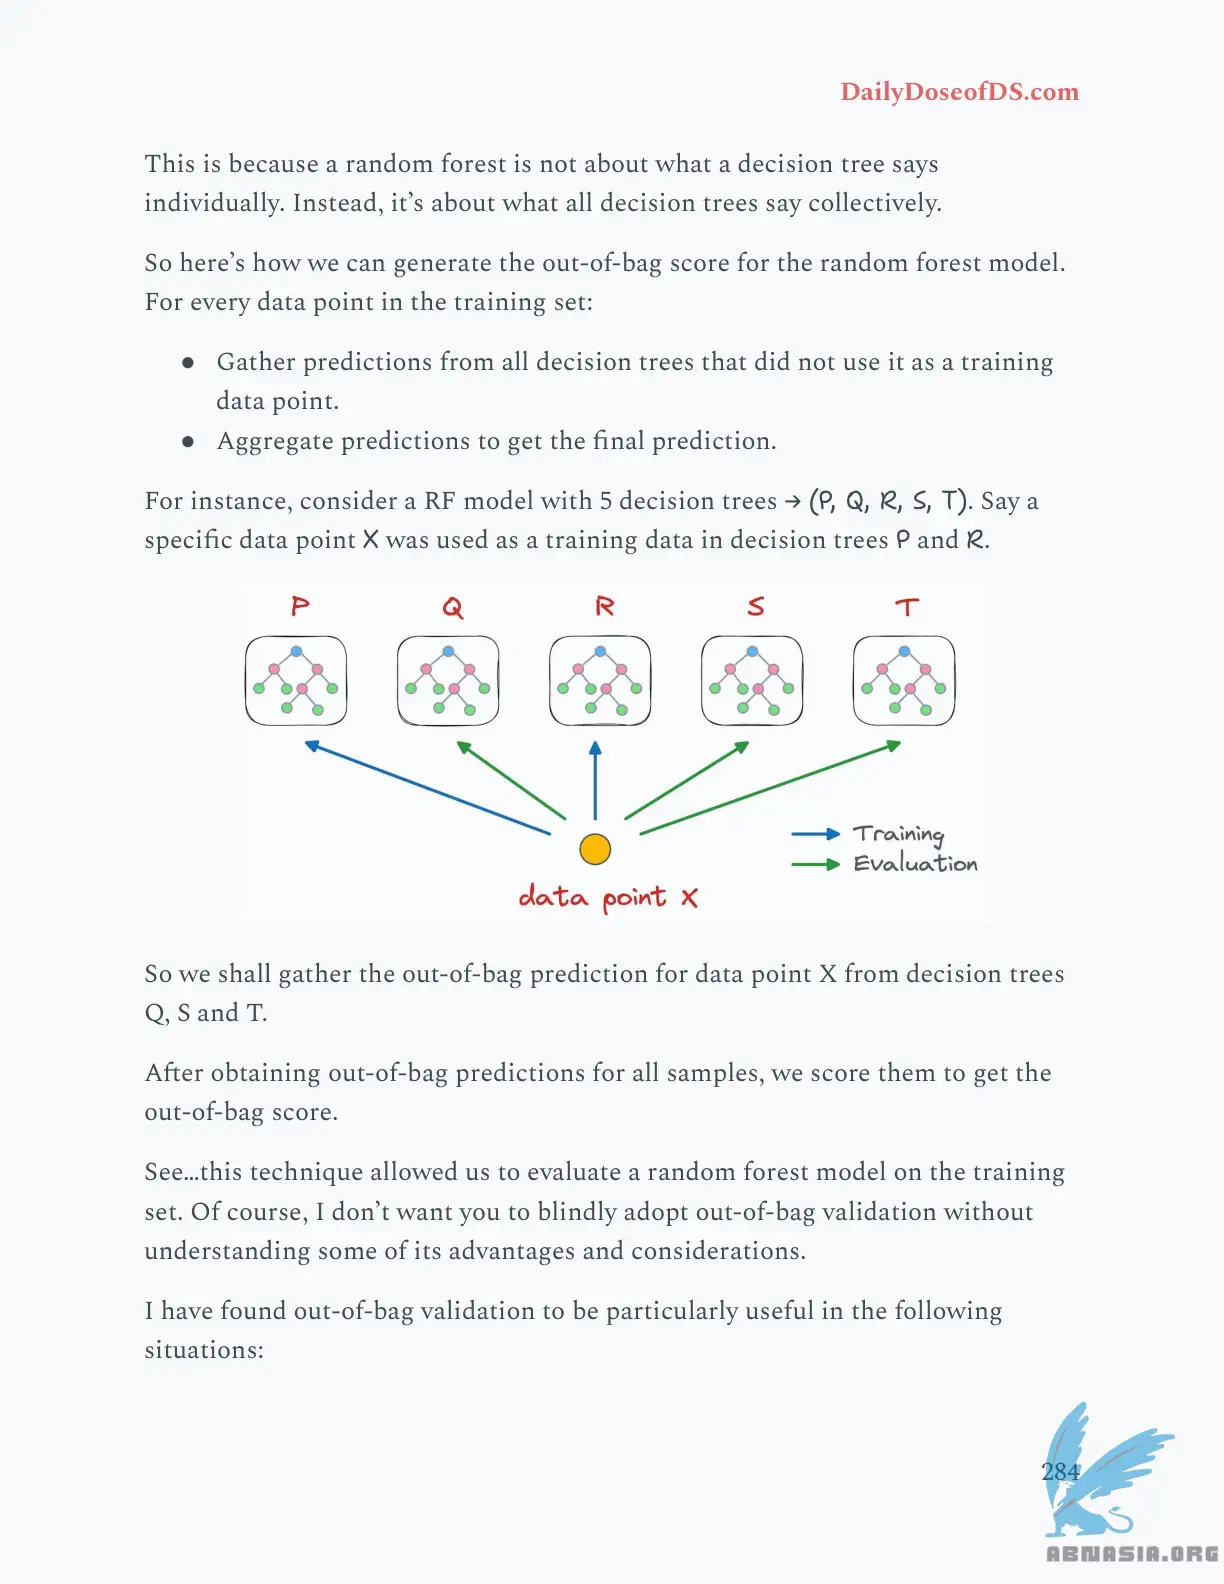 DailyDoseofDS.com
This is because a random forest is not about what a decision tree says
individually. Instead, it’s about what all decision trees say collectively.
So here’s how we can generate the out-of-bag score for the random forest model.
For every data point in the training set:
● Gather predictions from all decision trees that did not use it as a training
data point.
● Aggregate predictions to get the final prediction.
For instance, consider a RF model with 5 decision trees → (P, Q, R, S, T). Say a
specific data point X was used as a training data in decision trees P and R.
P Q R S T
Training
Evaluation
data point X
So we shall gather the out-of-bag prediction for data point X from decision trees
Q, S and T.
After obtaining out-of-bag predictions for all samples, we score them to get the
out-of-bag score.
See…this technique allowed us to evaluate a random forest model on the training
set. Of course, I don’t want you to blindly adopt out-of-bag validation without
understanding some of its advantages and considerations.
I have found out-of-bag validation to be particularly useful in the following
situations:
284
ABNASIA.ORG